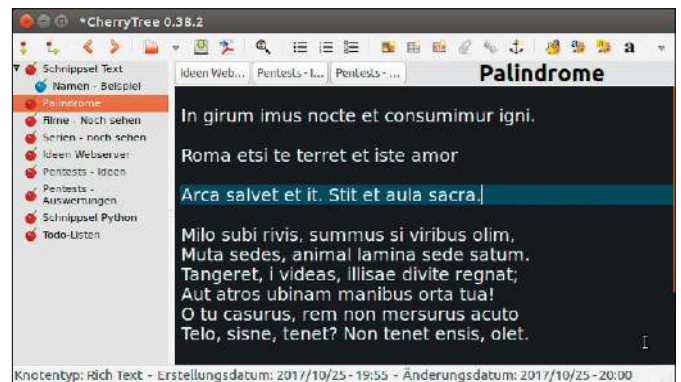 *CherryTree 0.38.2
Schnippsel Text
Namen - Beispiel
Palindrome
Filme - Noch sehen
Serien - noch sehen
Ideen Webserver
Pentests - Ideen
Pentests -
Auswertungen
Schnippsel Python
Todo-Listen
Ideen Web... Pentests - I... Pentests - ... Palindrome
In girum imus nocte et consumimur igni.
Roma etsi te terret et iste amor
Arca salvet et it. Stit et aula sacra.
Milo subi rivis, summus si viribus olim,
Muta sedes, animal lamina sede satum.
Tangeret, i videas, illisae divite regnat;
Aut atros ubinam manibus orta tua!
O tu casurus, rem non mersurus acuto
Telo, sisne, tenet? Non tenet ensis, olet.
Knotentyp: Rich Text - Erstellungsdatum: 2017/10/25 - 19:55 - Änderungsdatum: 2017/10/25 - 20:00